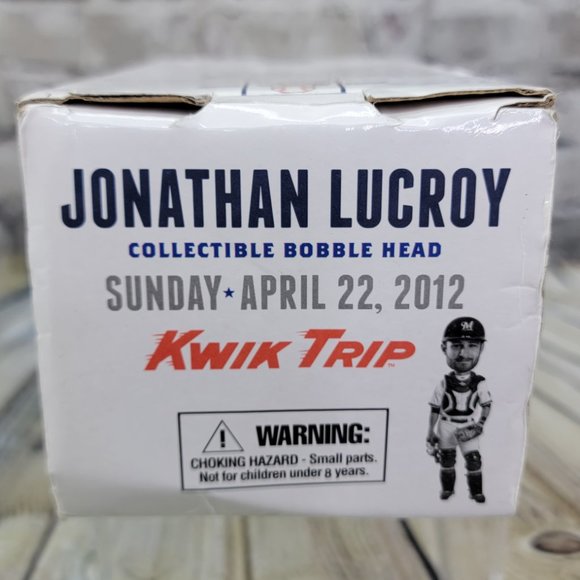 JONATHAN LUCROY
COLLECTIBLE BOBBLE HEAD
SUNDAY★APRIL 22, 2012
KWIK TRIP™
! WARNING:
CHOKING HAZARD - Small parts.
Not for children under 8 years.
M